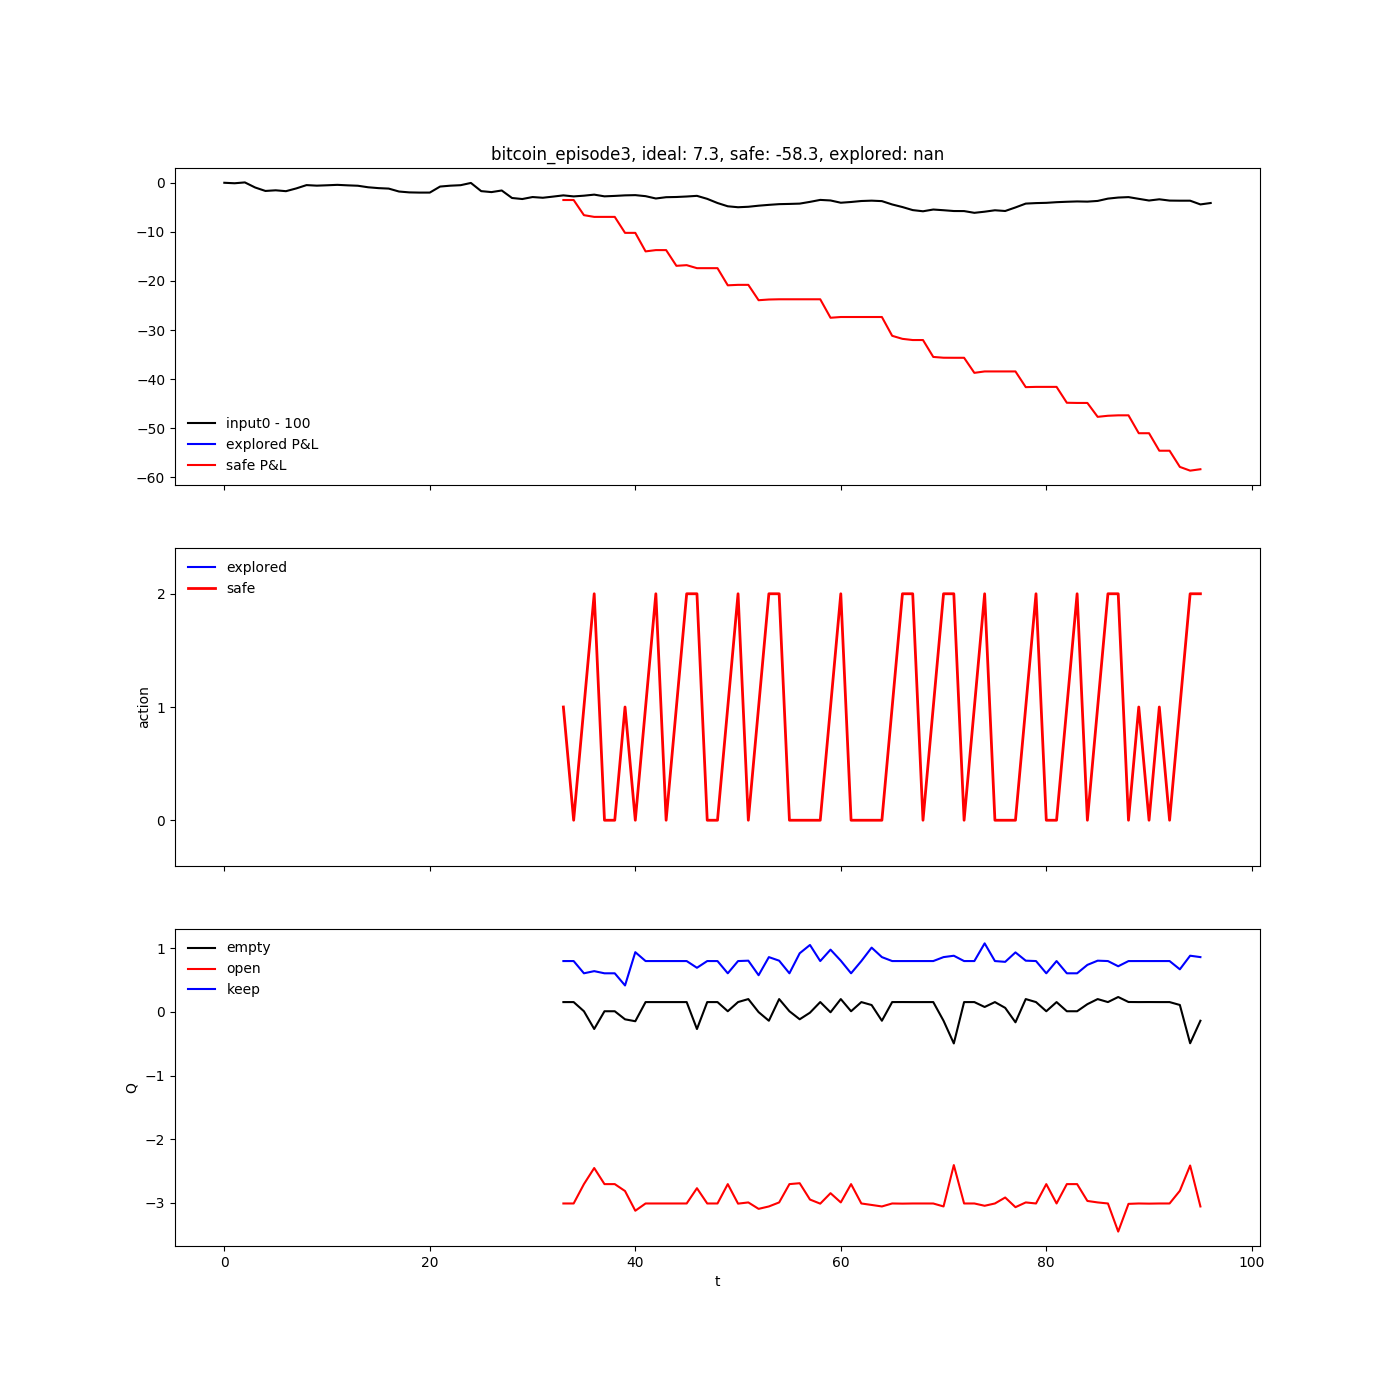 bitcoin_episode3, ideal: 7.3, safe: -58.3, explored: nan
0
−10
−20
−30
−40
−50
−60
input0 - 100
explored P&L
safe P&L
2
1
0
action
explored
safe
1
0
−1
−2
−3
Q
empty
open
keep
0
20
40
60
80
100
t